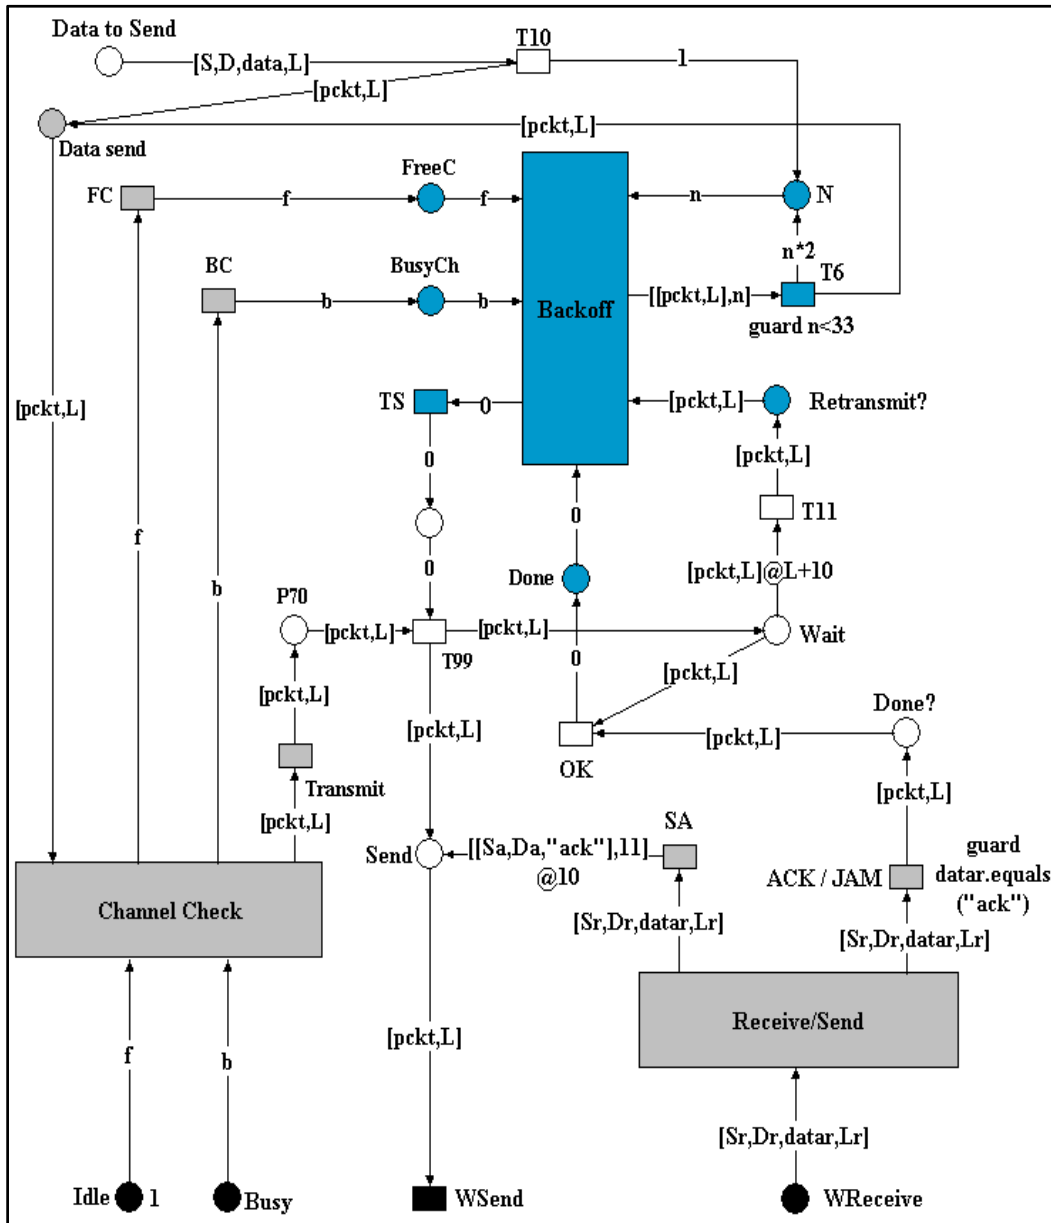 Data to Send
T10
[S,D,data,L]
1
[pckt,L]
[pckt,L]
Data send
FreeC
FC
f
f
n
N
n*2
BC
BusyCh
T6
b
b
Backoff
[[pckt,L],n]
guard n<33
[pckt,L]
TS
0
[pckt,L]
Retransmit?
0
[pckt,L]
T11
f
0
0
[pckt,L]@L+10
Done
b
P70
[pckt,L]
[pckt,L]
Wait
T99
0
[pckt,L]
[pckt,L]
Done?
[pckt,L]
[pckt,L]
OK
Transmit
[pckt,L]
[pckt,L]
SA
Send
[[Sa,Da,"ack"],11]
@10
guard
datar.equals
("ack")
ACK / JAM
Channel Check
[Sr,Dr,datar,Lr]
[Sr,Dr,datar,Lr]
Receive/Send
[pckt,L]
f
b
[Sr,Dr,datar,Lr]
Idle
1
Busy
WSend
WReceive